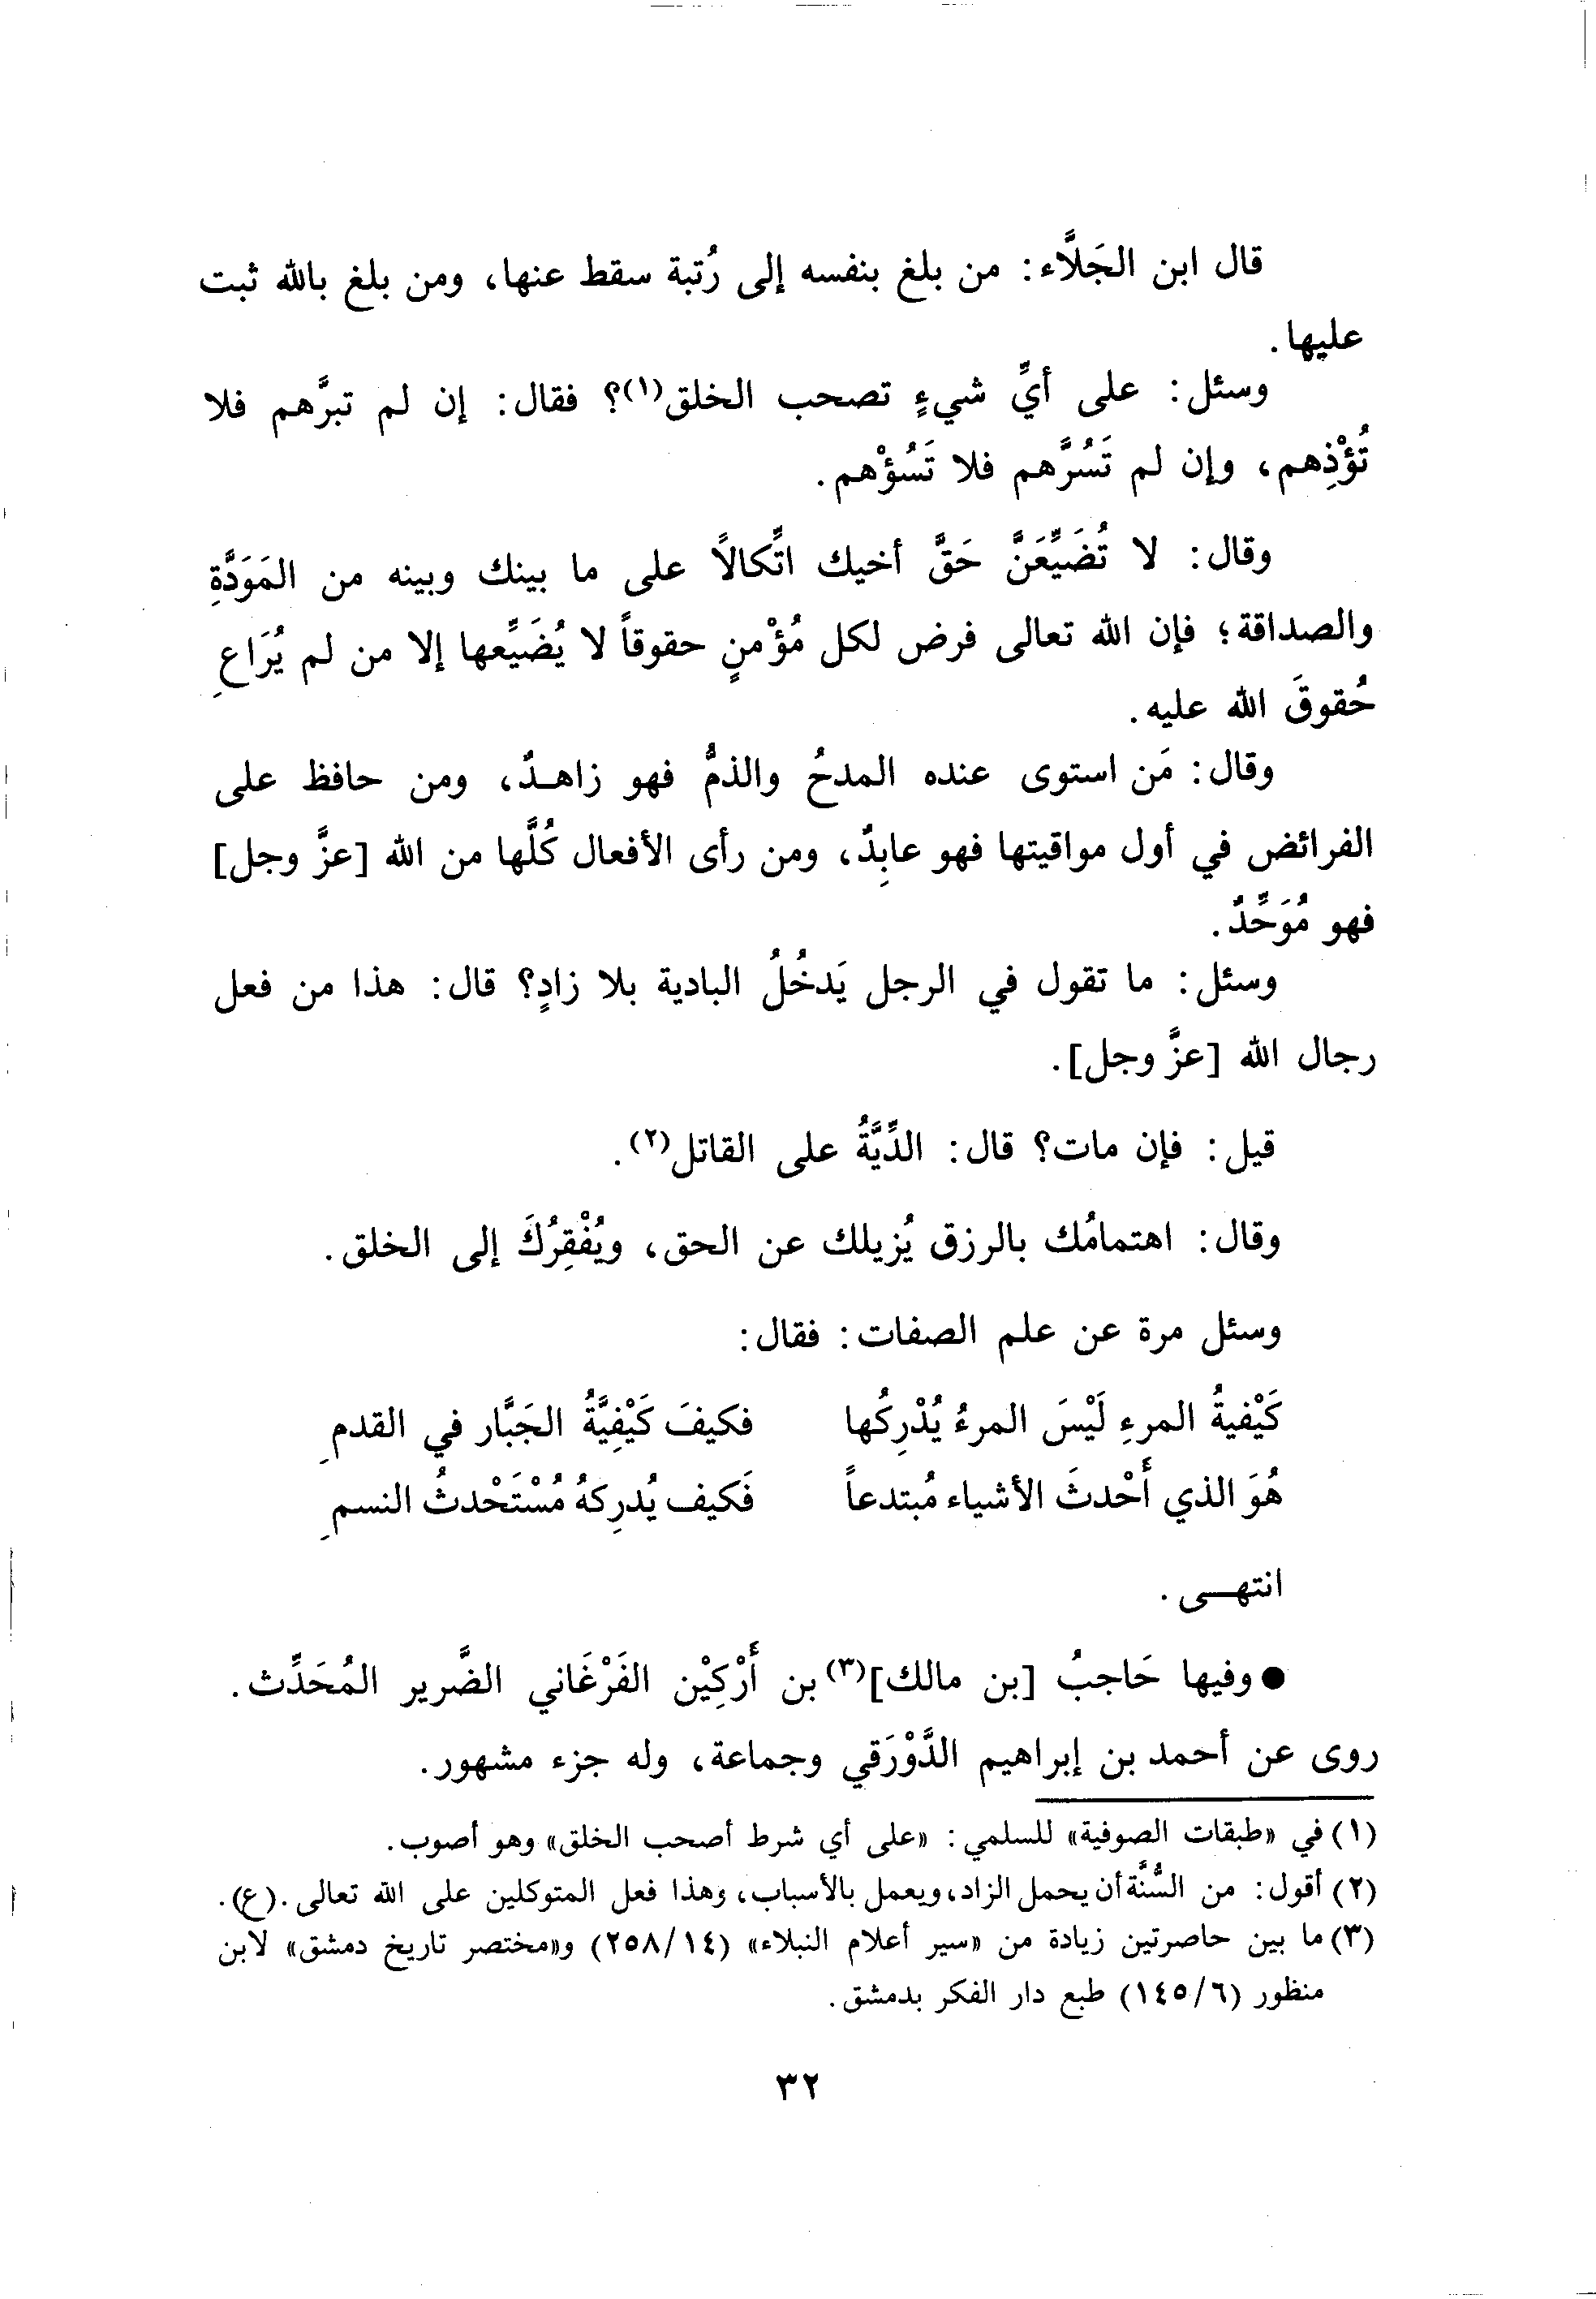 قال ابن الجَلَّاء: من بلغ بنفسه إلى رُتبة سقط عنها، ومن بلغ بالله ثبت
عليها.
وسئل: على أيِّ شيءٍ تصحب الخلق(١)؟ فقال: إن لم تبرَّهم فلا
تُؤْذِهم، وإن لم تَسُرَّهم فلا تَسُؤْهم.
وقال: لا تُضَيِّعَنَّ حَقَّ أخيك اتِّكالاً على ما بينك وبينه من المَوَدَّةِ
والصداقة؛ فإن الله تعالى فرض لكل مُؤْمنٍ حقوقاً لا يُضَيِّعها إلا من لم يُرَاعِ
حُقوقَ الله عليه.
وقال: مَن استوى عنده المدحُ والذمُّ فهو زاهـدٌ، ومن حافظ على
الفرائض في أول مواقيتها فهو عابِدٌ، ومن رأى الأفعال كُلَّها من الله [عزَّ وجل]
فهو مُوَحِّدٌ.
وسئل: ما تقول في الرجل يَدخُلُ البادية بلا زادٍ؟ قال: هذا من فعل
رجال الله [عزَّ وجل].
قيل: فإن مات؟ قال: الدِّيَّةُ على القاتل(٢).
وقال: اهتمامُك بالرزق يُزيلك عن الحق، ويُفْقِرُكَ إلى الخلق.
وسئل مرة عن علم الصفات: فقال:
كَيْفيةُ المرءِ لَيْسَ المرءُ يُدْرِكُها فكيفَ كَيْفِيَّةُ الجَبَّار في القدمِ
هُوَ الذي أَحْدثَ الأشياء مُبتدعاً فَكيف يُدرِكهُ مُسْتَحْدثُ النسمِ
انتهـــى.
● وفيها حَاجبُ [بن مالك](٣) بن أَرْكِيْن الفَرْغَاني الضَّرير المُحَدِّث.
روى عن أحمد بن إبراهيم الدَّوْرَقي وجماعة، وله جزء مشهور.
(١) في «طبقات الصوفية» للسلمي: «على أي شرط أصحب الخلق» وهو أصوب.
(٢) أقول: من السُّنَّة أن يحمل الزاد، ويعمل بالأسباب، وهذا فعل المتوكلين على الله تعالى. (ع).
(٣) ما بين حاصرتين زيادة من «سير أعلام النبلاء» (٢٥٨/١٤) و«مختصر تاريخ دمشق» لابن
منظور (١٤٥/٦) طبع دار الفكر بدمشق.
٣٢